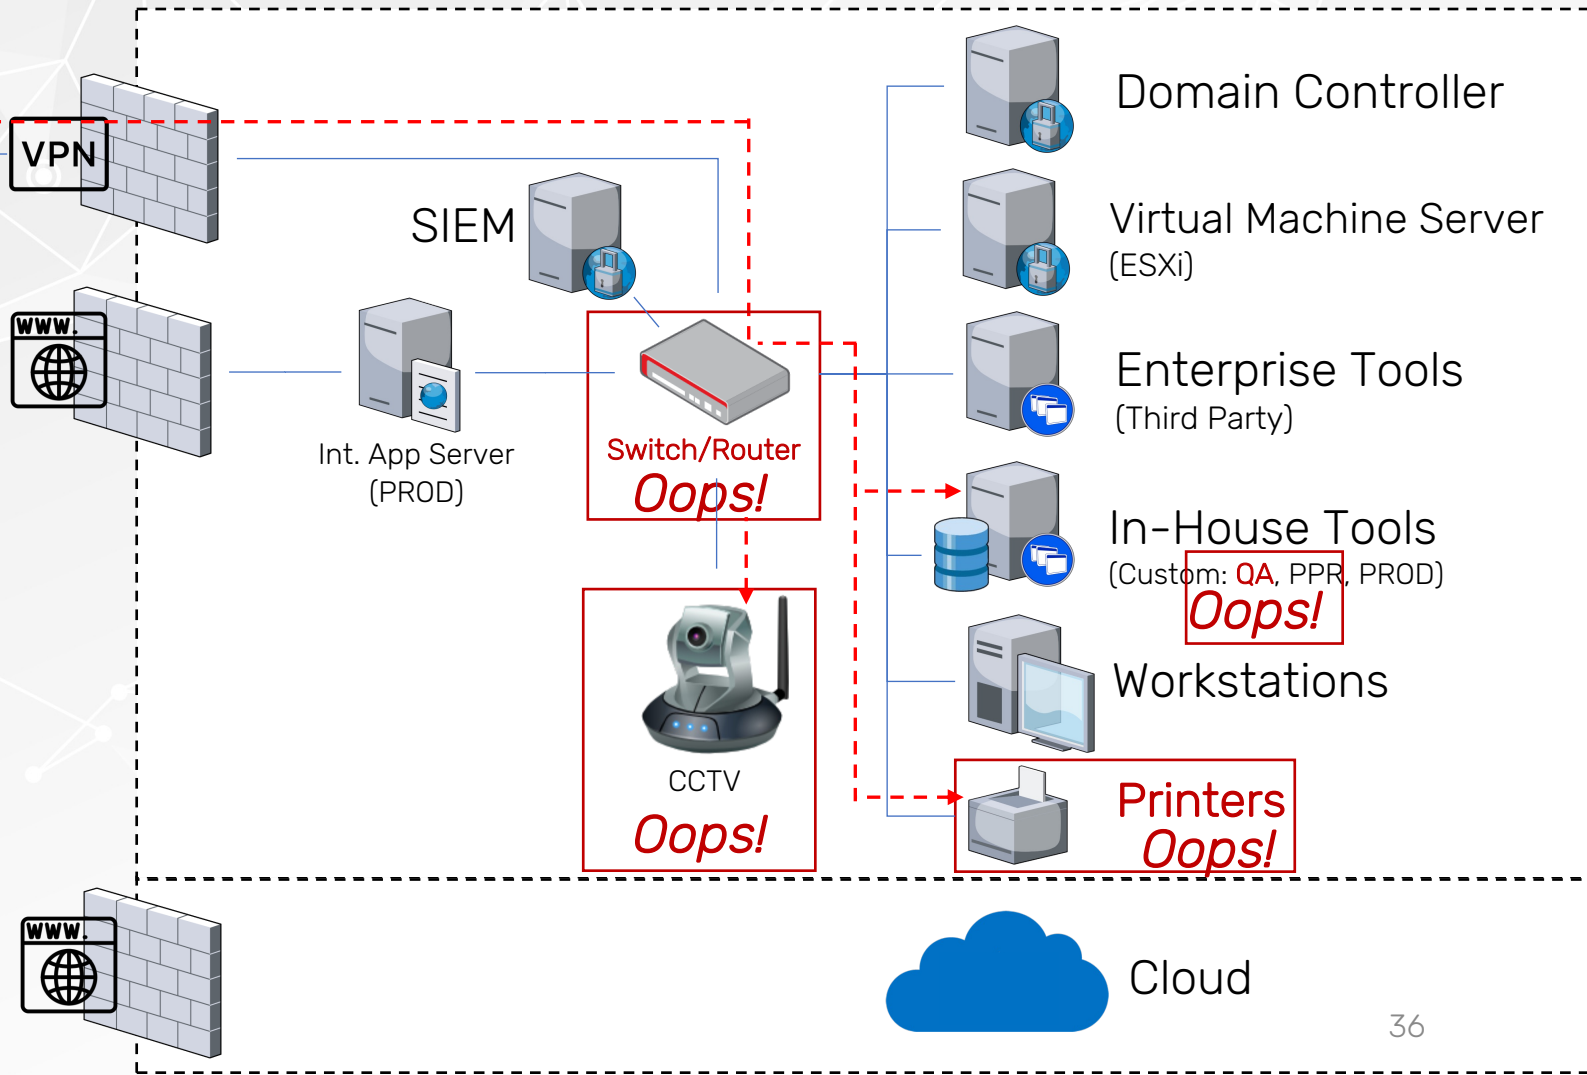 Domain Controller
VPN
SIEM
Virtual Machine Server
(ESXi)
www.
Enterprise Tools
(Third Party)
Int. App Server
(PROD)
Switch/Router
Oops!
In-House Tools
(Custom: QA, PPR, PROD)
Oops!
Workstations
CCTV
Oops!
Printers
Oops!
www.
Cloud
36